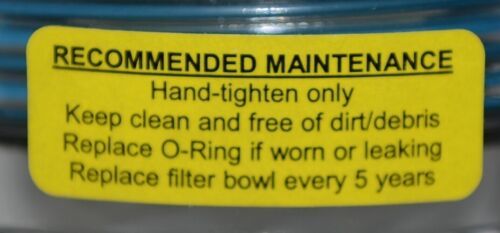 RECOMMENDED MAINTENANCE
Hand-tighten only
Keep clean and free of dirt/debris
Replace O-Ring if worn or leaking
Replace filter bowl every 5 years